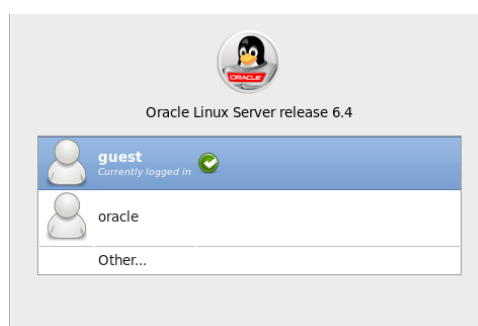 ORACLE
Oracle Linux Server release 6.4
guest
Currently logged in
oracle
Other...